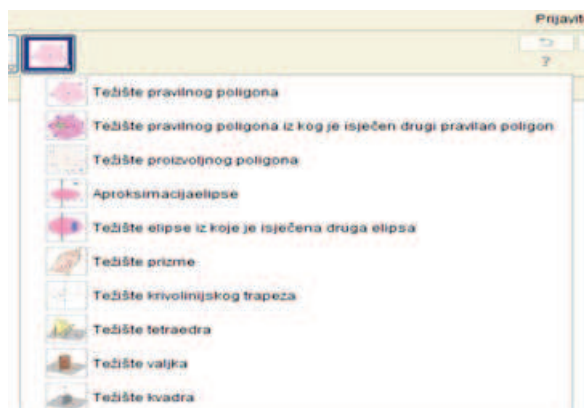 Prijavit
?
Težište pravilnog poligona
Težište pravilnog poligona iz kog je isječen drugi pravilan poligon
Težište proizvoljnog poligona
Aproksimacijaelipse
Težište elipse iz koje je isječena druga elipsa
Težište prizme
Težište krivolinijskog trapeza
Težište tetraedra
Težište valjka
Težište kvadra